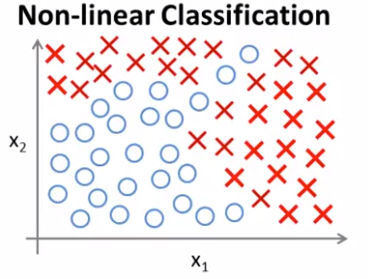 Non-linear Classification
x₂
x₁